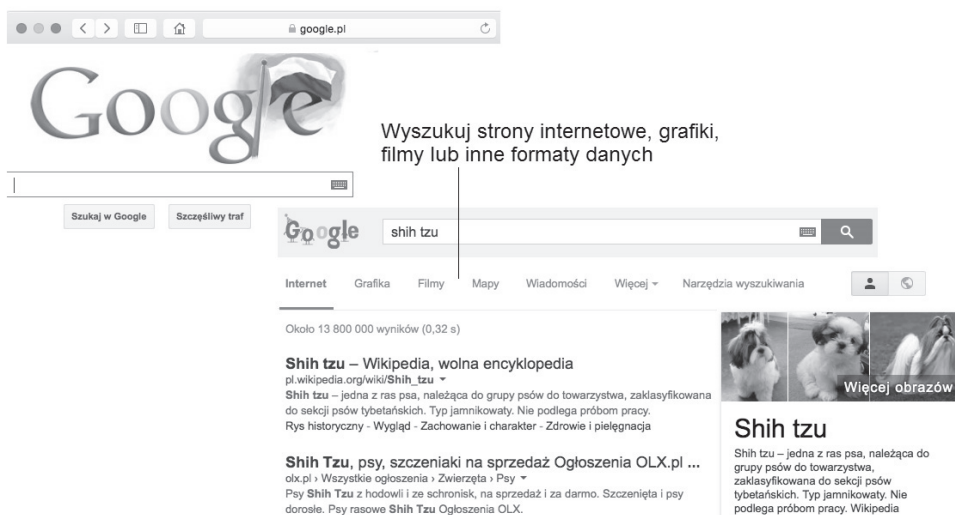 google.pl
Google
Szukaj w Google Szczęśliwy traf
Wyszukuj strony internetowe, grafiki,
filmy lub inne formaty danych
Google shih tzu
Internet Grafika Filmy Mapy Wiadomości Więcej Narzędzia wyszukiwania
Około 13 800 000 wyników (0,32 s)
Shih tzu – Wikipedia, wolna encyklopedia
pl.wikipedia.org/wiki/Shih_tzu
Shih tzu – jedna z ras psa, należąca do grupy psów do towarzystwa, zaklasyfikowana
do sekcji psów tybetańskich. Typ jamnikowaty. Nie podlega próbom pracy.
Rys historyczny - Wygląd - Zachowanie i charakter - Zdrowie i pielęgnacja
Shih Tzu, psy, szczeniaki na sprzedaż Ogłoszenia OLX.pl ...
olx.pl › Wszystkie ogłoszenia › Zwierzęta › Psy
Psy Shih Tzu z hodowli i ze schronisk, na sprzedaż i za darmo. Szczenięta i psy
dorosłe. Psy rasowe Shih Tzu Ogłoszenia OLX.
Więcej obrazów
Shih tzu
Shih tzu – jedna z ras psa, należąca do
grupy psów do towarzystwa,
zaklasyfikowana do sekcji psów
tybetańskich. Typ jamnikowaty. Nie
podlega próbom pracy. Wikipedia